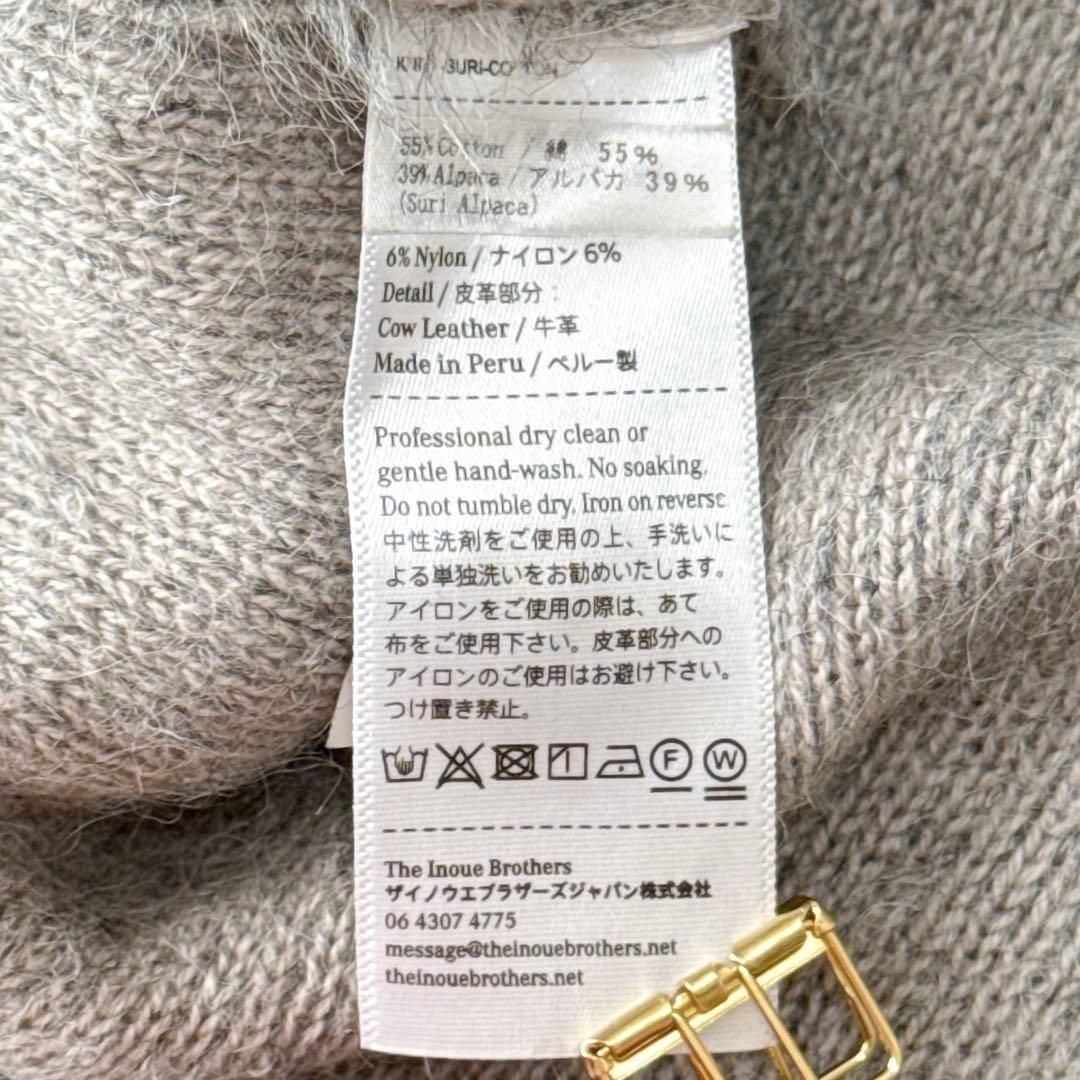 55% Cotton / 綿 55%
39% Alpaca / アルパカ 39%
(Suri Alpaca)
6% Nylon / ナイロン 6%
Detail / 皮革部分 :
Cow Leather / 牛革
Made in Peru / ペルー製
Professional dry clean or
gentle hand-wash. No soaking.
Do not tumble dry. Iron on reverse
中性洗剤をご使用の上、手洗いに
よる単独洗いをお勧めいたします。
アイロンをご使用の際は、あて
布をご使用下さい。皮革部分への
アイロンのご使用はお避け下さい。
つけ置き禁止。
F W
The Inoue Brothers
ザイノウエブラザーズジャパン株式会社
06 4307 4775
message@theinouebrothers.net
theinouebrothers.net